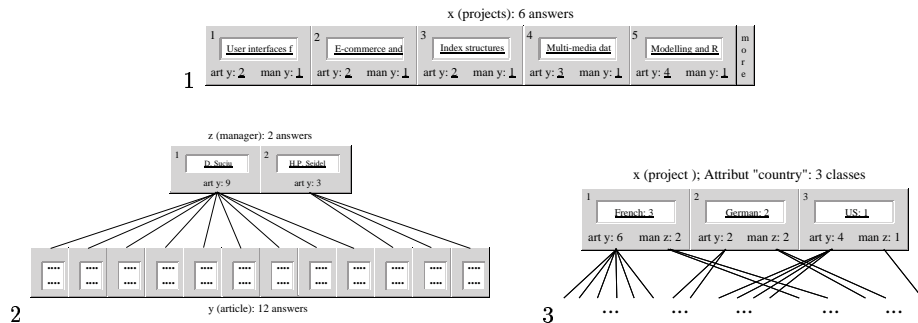 x (projects): 6 answers
1 2 3 4 5 more
User interfaces f E-commerce and Index structures Multi-media dat Modelling and R
art y: 2 man y: 1 art y: 2 man y: 1 art y: 2 man y: 1 art y: 3 man y: 1 art y: 4 man y: 1
1
z (manager): 2 answers
1 2
D. Suciu H.P. Seidel
art y: 9 art y: 3
.... .... .... .... .... .... .... .... .... .... .... ....
.... .... .... .... .... .... .... .... .... .... .... ....
2
y (article): 12 answers
x (project ); Attribut "country": 3 classes
1 2 3
French: 3 German: 2 US: 1
art y: 6 man z: 2 art y: 2 man z: 2 art y: 4 man z: 1
3
... ... ... ... ...